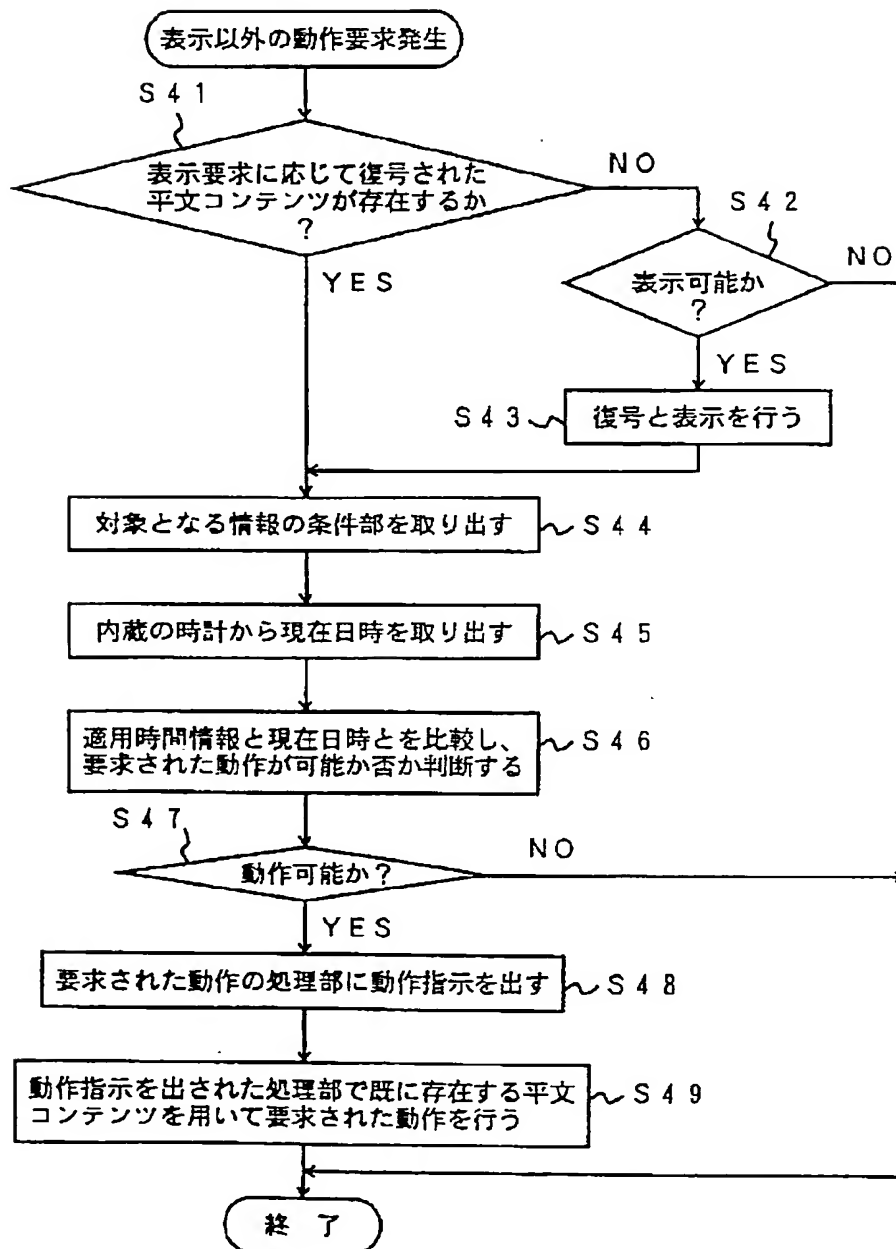 表示以外の動作要求発生
S41
表示要求に応じて復号された
平文コンテンツが存在するか
?
NO
YES
S42
表示可能か
?
NO
YES
S43
復号と表示を行う
対象となる情報の条件部を取り出す
S44
内蔵の時計から現在日時を取り出す
S45
適用時間情報と現在日時とを比較し、
要求された動作が可能か否か判断する
S46
S47
動作可能か?
NO
YES
要求された動作の処理部に動作指示を出す
S48
動作指示を出された処理部で既に存在する平文
コンテンツを用いて要求された動作を行う
S49
終 了